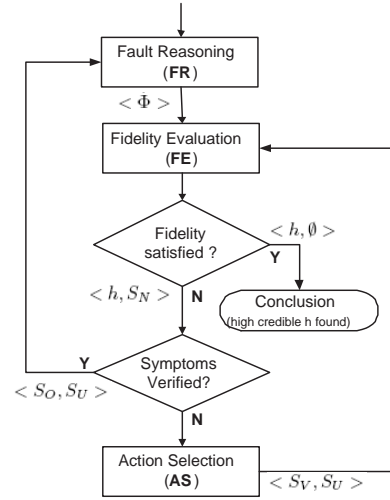 Fault Reasoning
(FR)
< Φ̂ >
Fidelity Evaluation
(FE)
Fidelity
satisfied ?
< h, ∅ >
Y
< h, S_N >
N
Conclusion
(high credible h found)
Y
Symptoms
Verified?
< S_O, S_U >
N
Action Selection
(AS)
< S_V, S_U >